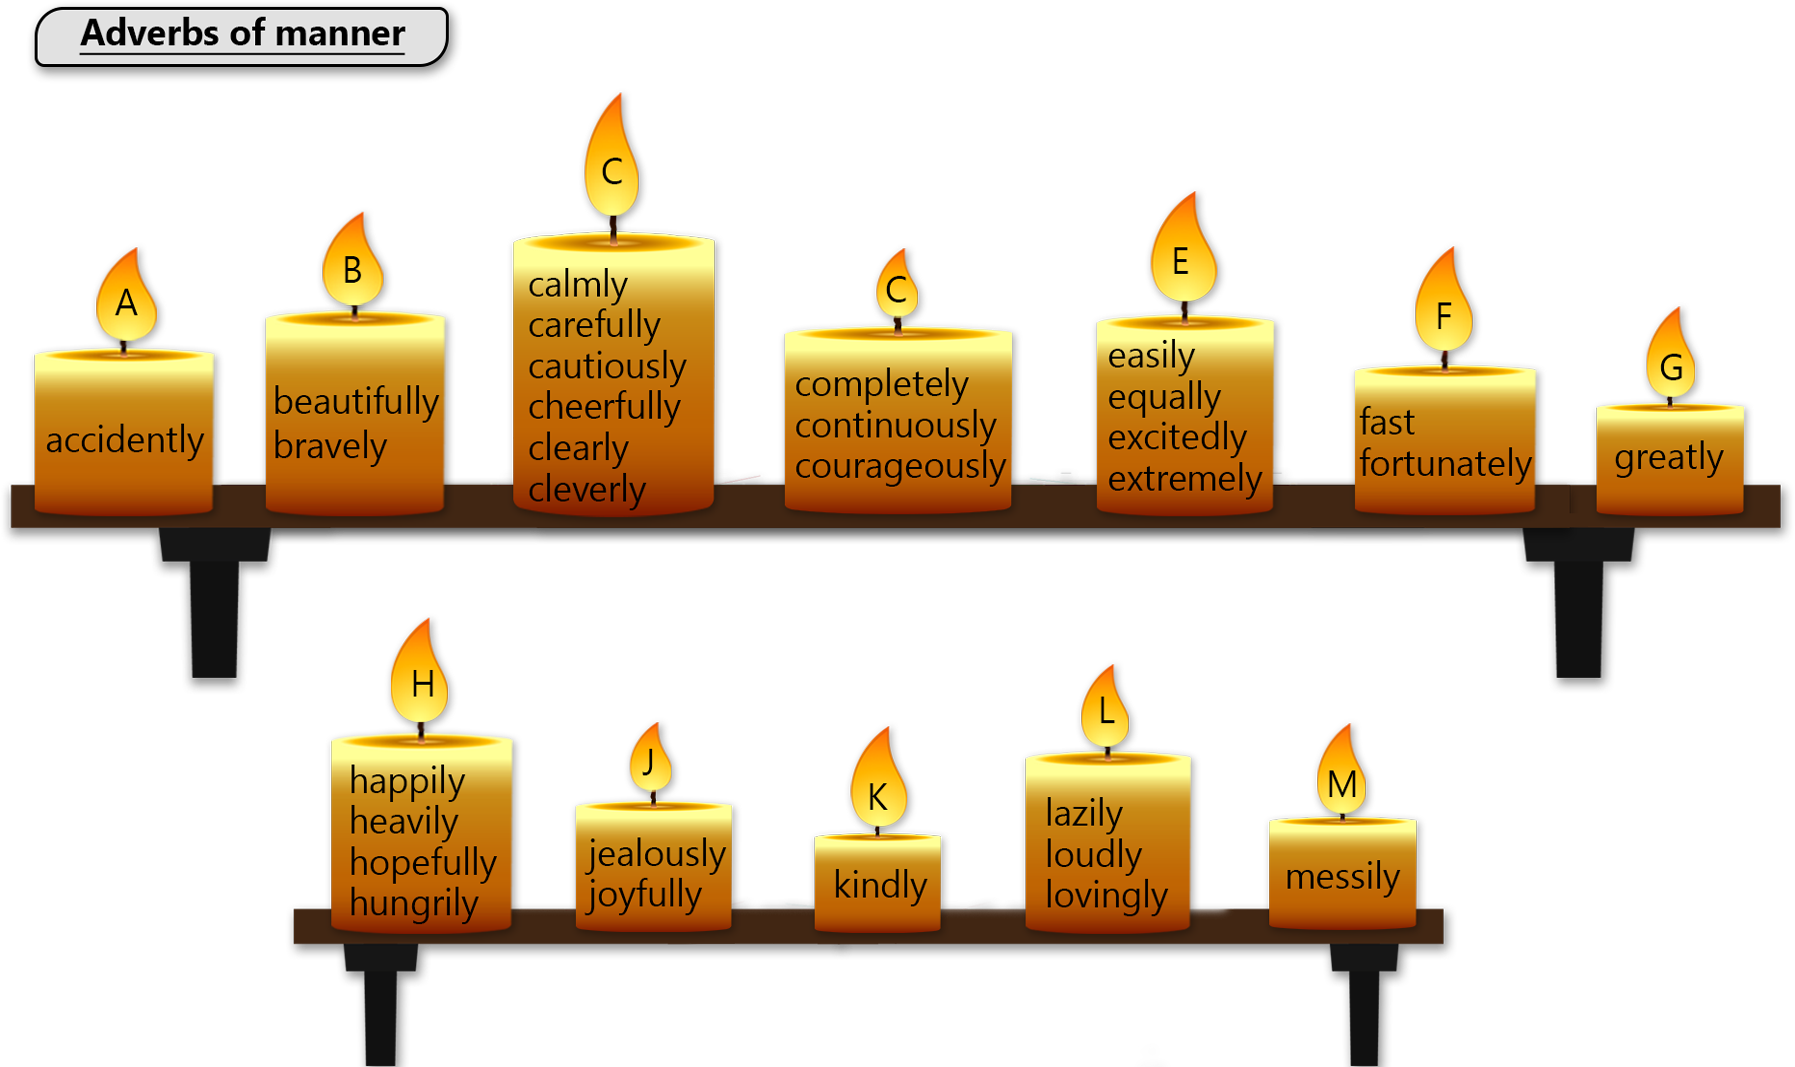 Adverbs of manner
A
accidently
B
beautifully
bravely
C
calmly
carefully
cautiously
cheerfully
clearly
cleverly
C
completely
continuously
courageously
E
easily
equally
excitedly
extremely
F
fast
fortunately
G
greatly
H
happily
heavily
hopefully
hungrily
J
jealously
joyfully
K
kindly
L
lazily
loudly
lovingly
M
messily